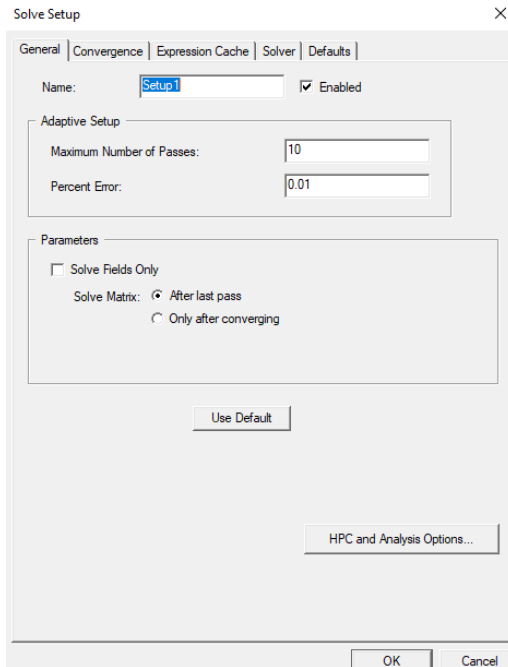 Solve Setup
General Convergence Expression Cache Solver Defaults
Name: Setup1 Enabled
Adaptive Setup
Maximum Number of Passes: 10
Percent Error: 0.01
Parameters
Solve Fields Only
Solve Matrix: After last pass
Only after converging
Use Default
HPC and Analysis Options...
OK Cancel